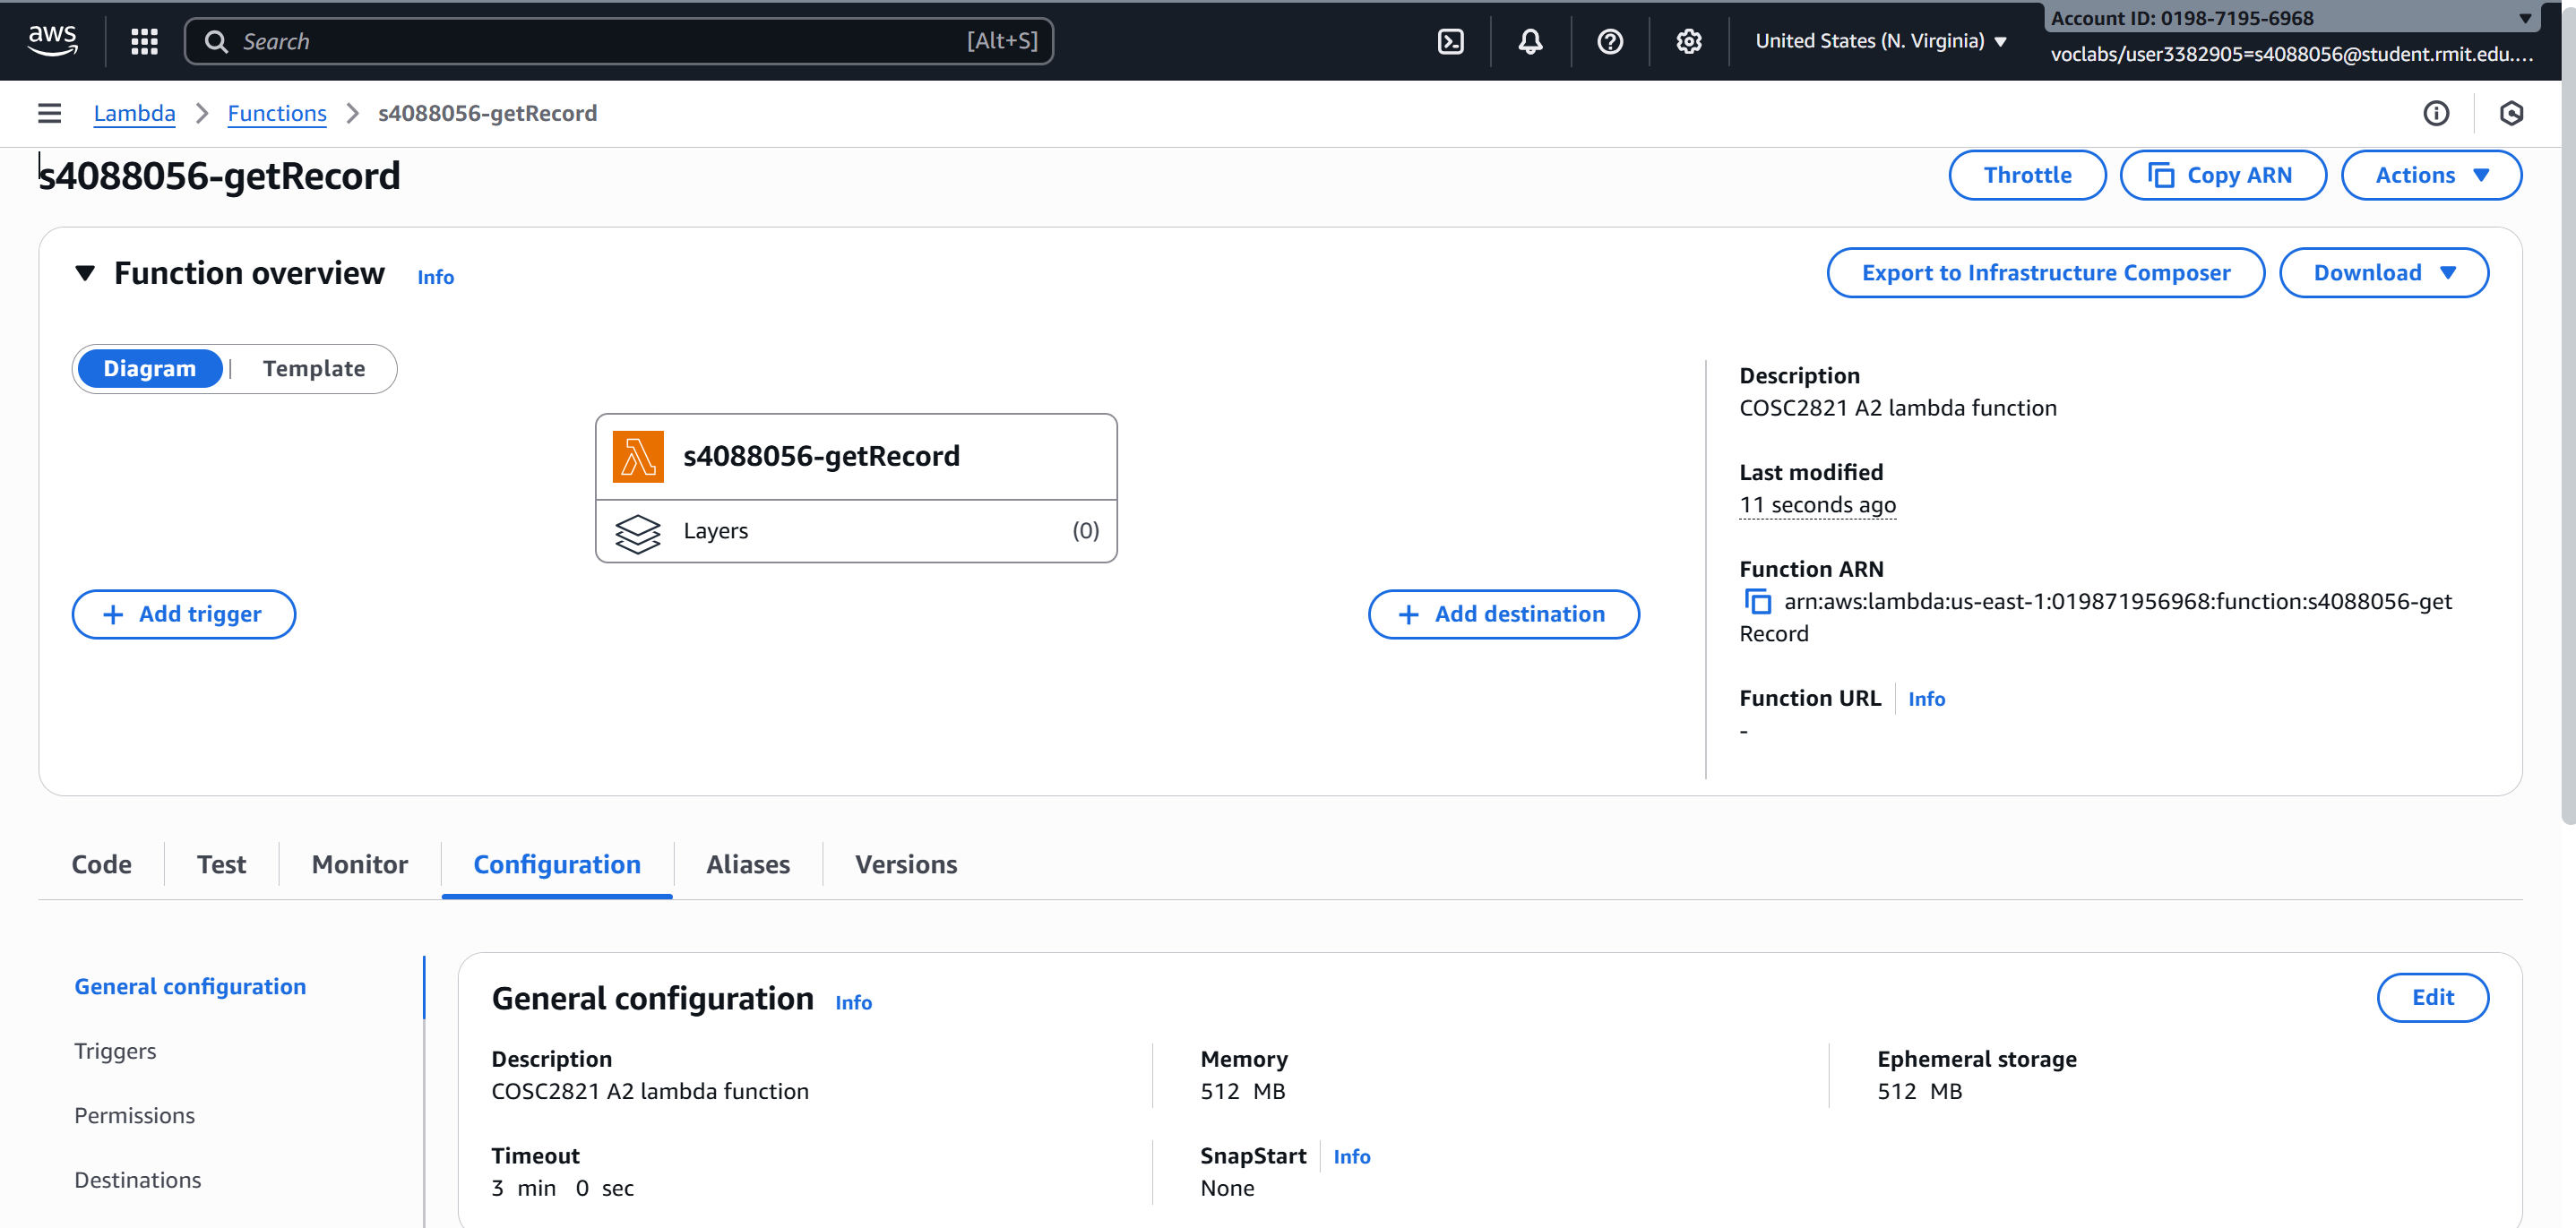 aws
Search
[Alt+S]
United States (N. Virginia)
Account ID: 0198-7195-6968
voclabs/user3382905=s4088056@student.rmit.edu....
Lambda
Functions
s4088056-getRecord
s4088056-getRecord
Throttle
Copy ARN
Actions
Function overview
Info
Export to Infrastructure Composer
Download
Diagram
Template
s4088056-getRecord
Layers
(0)
Add trigger
Add destination
Description
COSC2821 A2 lambda function
Last modified
11 seconds ago
Function ARN
arn:aws:lambda:us-east-1:019871956968:function:s4088056-get
Record
Function URL
Info
-
Code
Test
Monitor
Configuration
Aliases
Versions
General configuration
Triggers
Permissions
Destinations
General configuration
Info
Edit
Description
COSC2821 A2 lambda function
Memory
512 MB
Ephemeral storage
512 MB
Timeout
3 min 0 sec
SnapStart
Info
None